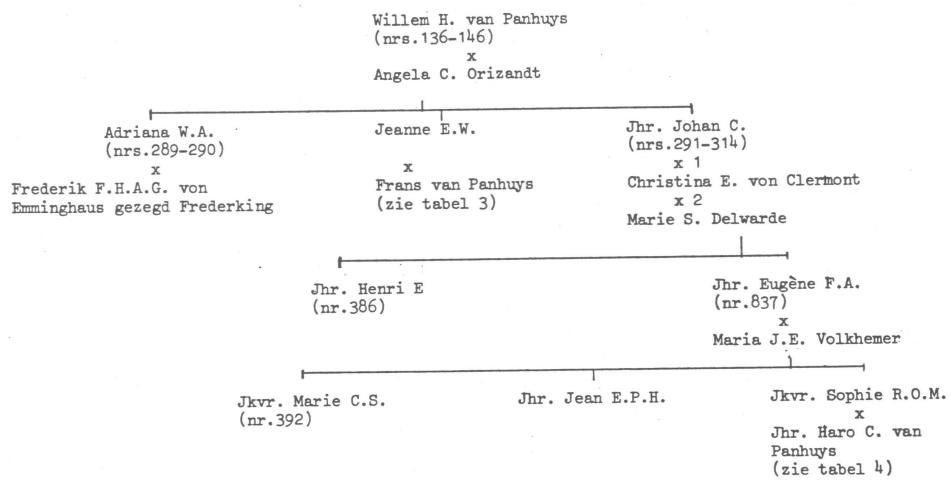 Willem H. van Panhuys
(nrs.136-146)
x
Angela C. Orizandt
Adriana W.A.
(nrs.289-290)
x
Frederik F.H.A.G. von
Emminghaus gezegd Frederking
Jeanne E.W.
x
Frans van Panhuys
(zie tabel 3)
Jhr. Johan C.
(nrs.291-314)
x 1
Christina E. von Clermont
x 2
Marie S. Delwarde
Jhr. Henri E
(nr.386)
Jhr. Eugène F.A.
(nr.837)
x
Maria J.E. Volkhemer
Jkvr. Marie C.S.
(nr.392)
Jhr. Jean E.P.H.
Jkvr. Sophie R.O.M.
x
Jhr. Haro C. van
Panhuys
(zie tabel 4)